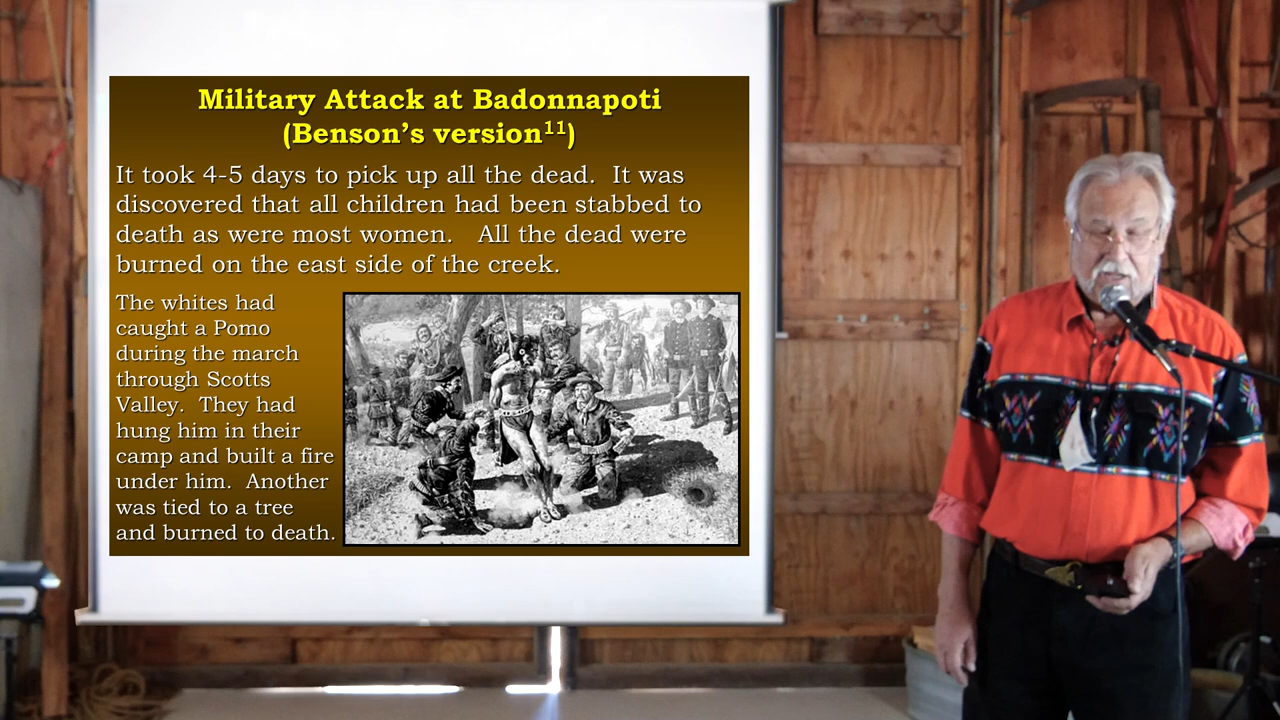 Military Attack at Badonnapoti
(Benson's version11)
It took 4-5 days to pick up all the dead.  It was
discovered that all children had been stabbed to
death as were most women.   All the dead were
burned on the east side of the creek.
The whites had
caught a Pomo
during the march
through Scotts
Valley.  They had
hung him in their
camp and built a fire
under him.  Another
was tied to a tree
and burned to death.